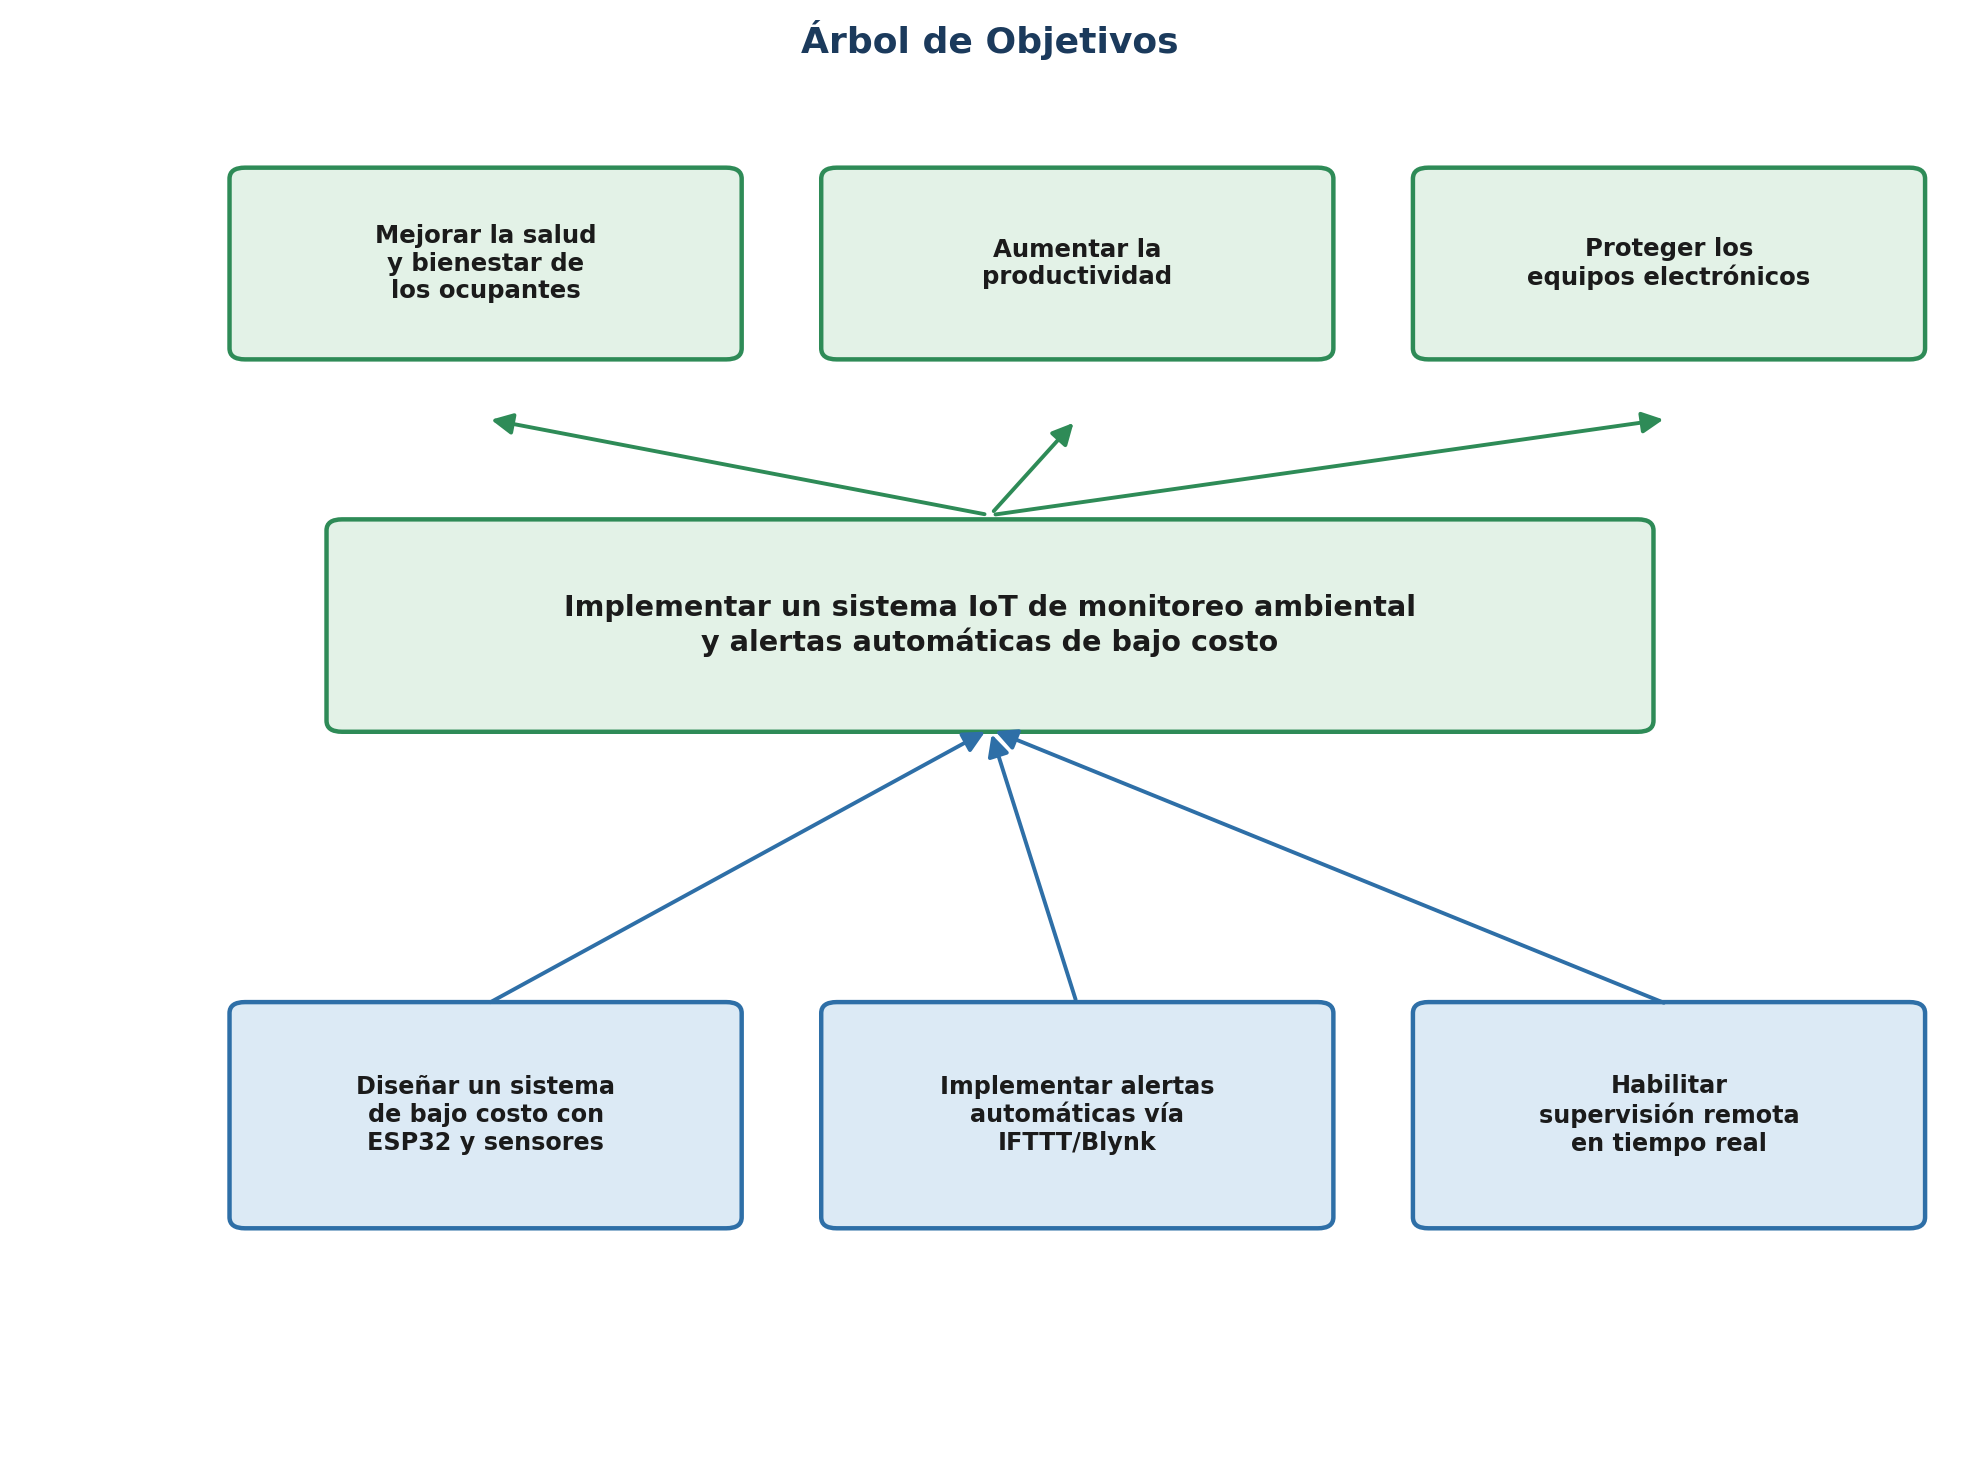 Árbol de Objetivos
Mejorar la salud
y bienestar de
los ocupantes
Aumentar la
productividad
Proteger los
equipos electrónicos
Implementar un sistema IoT de monitoreo ambiental
y alertas automáticas de bajo costo
Diseñar un sistema
de bajo costo con
ESP32 y sensores
Implementar alertas
automáticas vía
IFTTT/Blynk
Habilitar
supervisión remota
en tiempo real